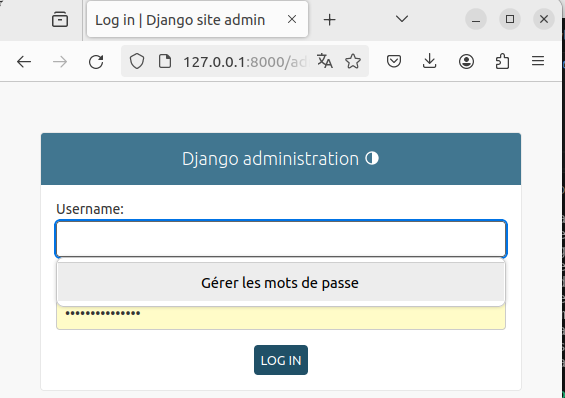 Log in | Django site admin
127.0.0.1:8000/ad
Django administration
Username:
Gérer les mots de passe
•••••••••••••••
LOG IN